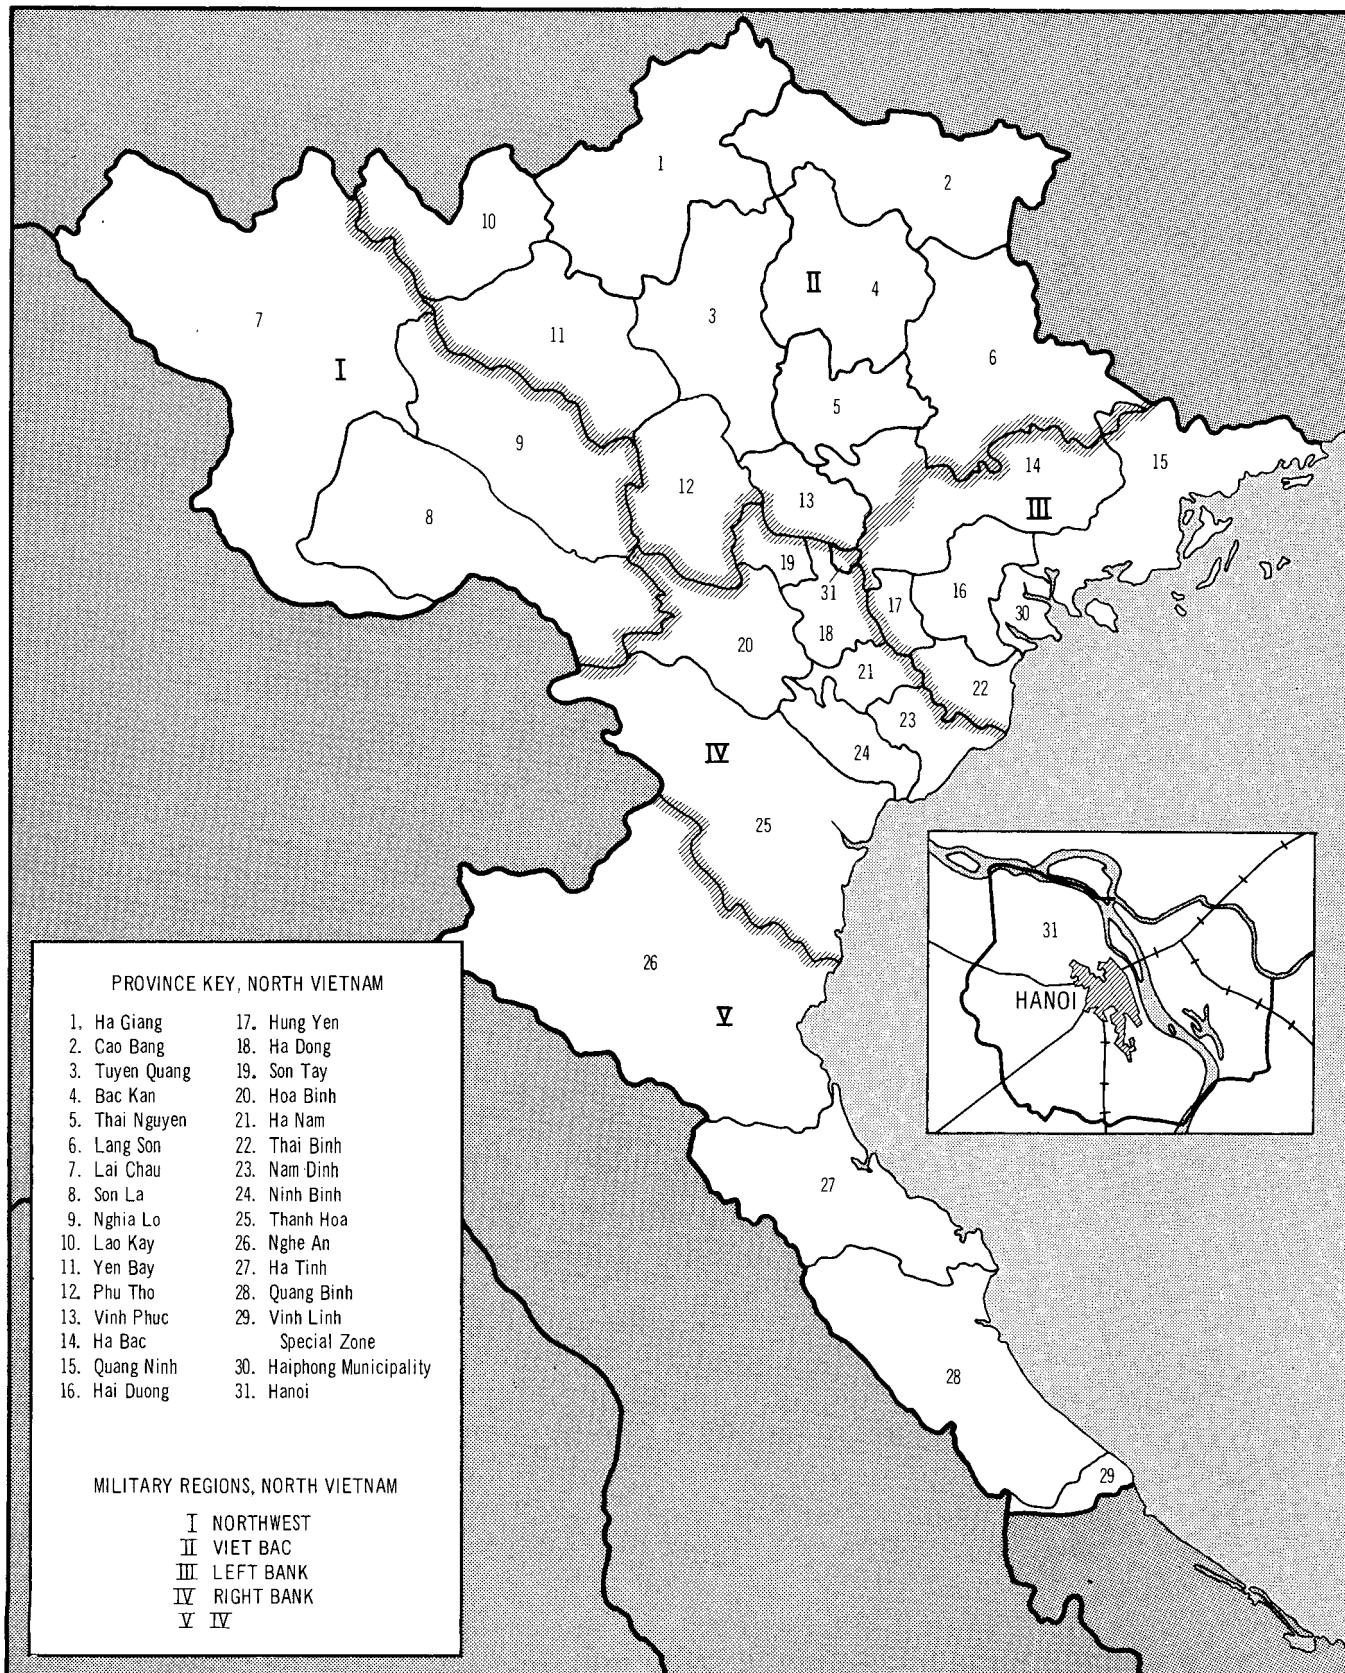 1
2
10
II
4
7
3
11
6
I
5
9
14
15
12
13
III
8
19
31
17
16
30
18
20
21
22
23
IV
24
25
31
HANOI
26
V
27
28
29
PROVINCE KEY, NORTH VIETNAM
1. Ha Giang
2. Cao Bang
3. Tuyen Quang
4. Bac Kan
5. Thai Nguyen
6. Lang Son
7. Lai Chau
8. Son La
9. Nghia Lo
10. Lao Kay
11. Yen Bay
12. Phu Tho
13. Vinh Phuc
14. Ha Bac
15. Quang Ninh
16. Hai Duong
17. Hung Yen
18. Ha Dong
19. Son Tay
20. Hoa Binh
21. Ha Nam
22. Thai Binh
23. Nam Dinh
24. Ninh Binh
25. Thanh Hoa
26. Nghe An
27. Ha Tinh
28. Quang Binh
29. Vinh Linh
Special Zone
30. Haiphong Municipality
31. Hanoi
MILITARY REGIONS, NORTH VIETNAM
I NORTHWEST
II VIET BAC
III LEFT BANK
IV RIGHT BANK
V IV